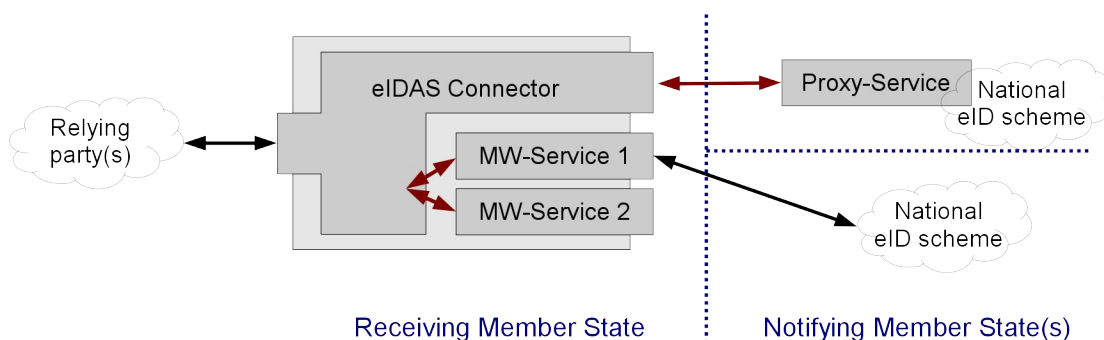 eIDAS Connector
Proxy-Service
National
eID scheme
Relying
party(s)
MW-Service 1
MW-Service 2
National
eID scheme
Receiving Member State
Notifying Member State(s)